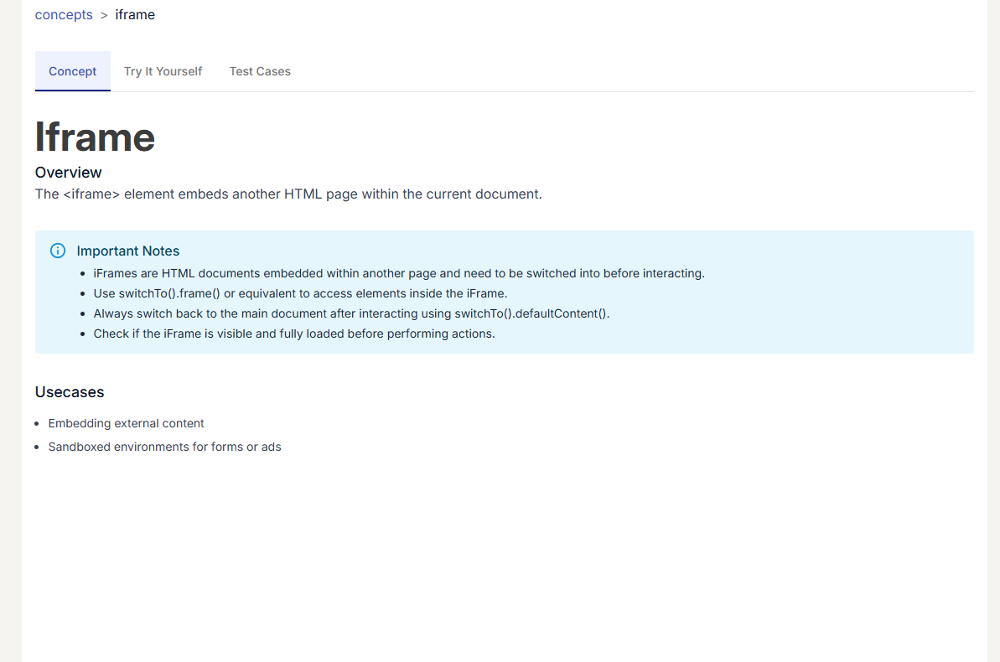 concepts > iframe
Concept Try It Yourself Test Cases
Iframe
Overview
The <iframe> element embeds another HTML page within the current document.
Important Notes
iFrames are HTML documents embedded within another page and need to be switched into before interacting.
Use switchTo().frame() or equivalent to access elements inside the iFrame.
Always switch back to the main document after interacting using switchTo().defaultContent().
Check if the iFrame is visible and fully loaded before performing actions.
Usecases
Embedding external content
Sandboxed environments for forms or ads